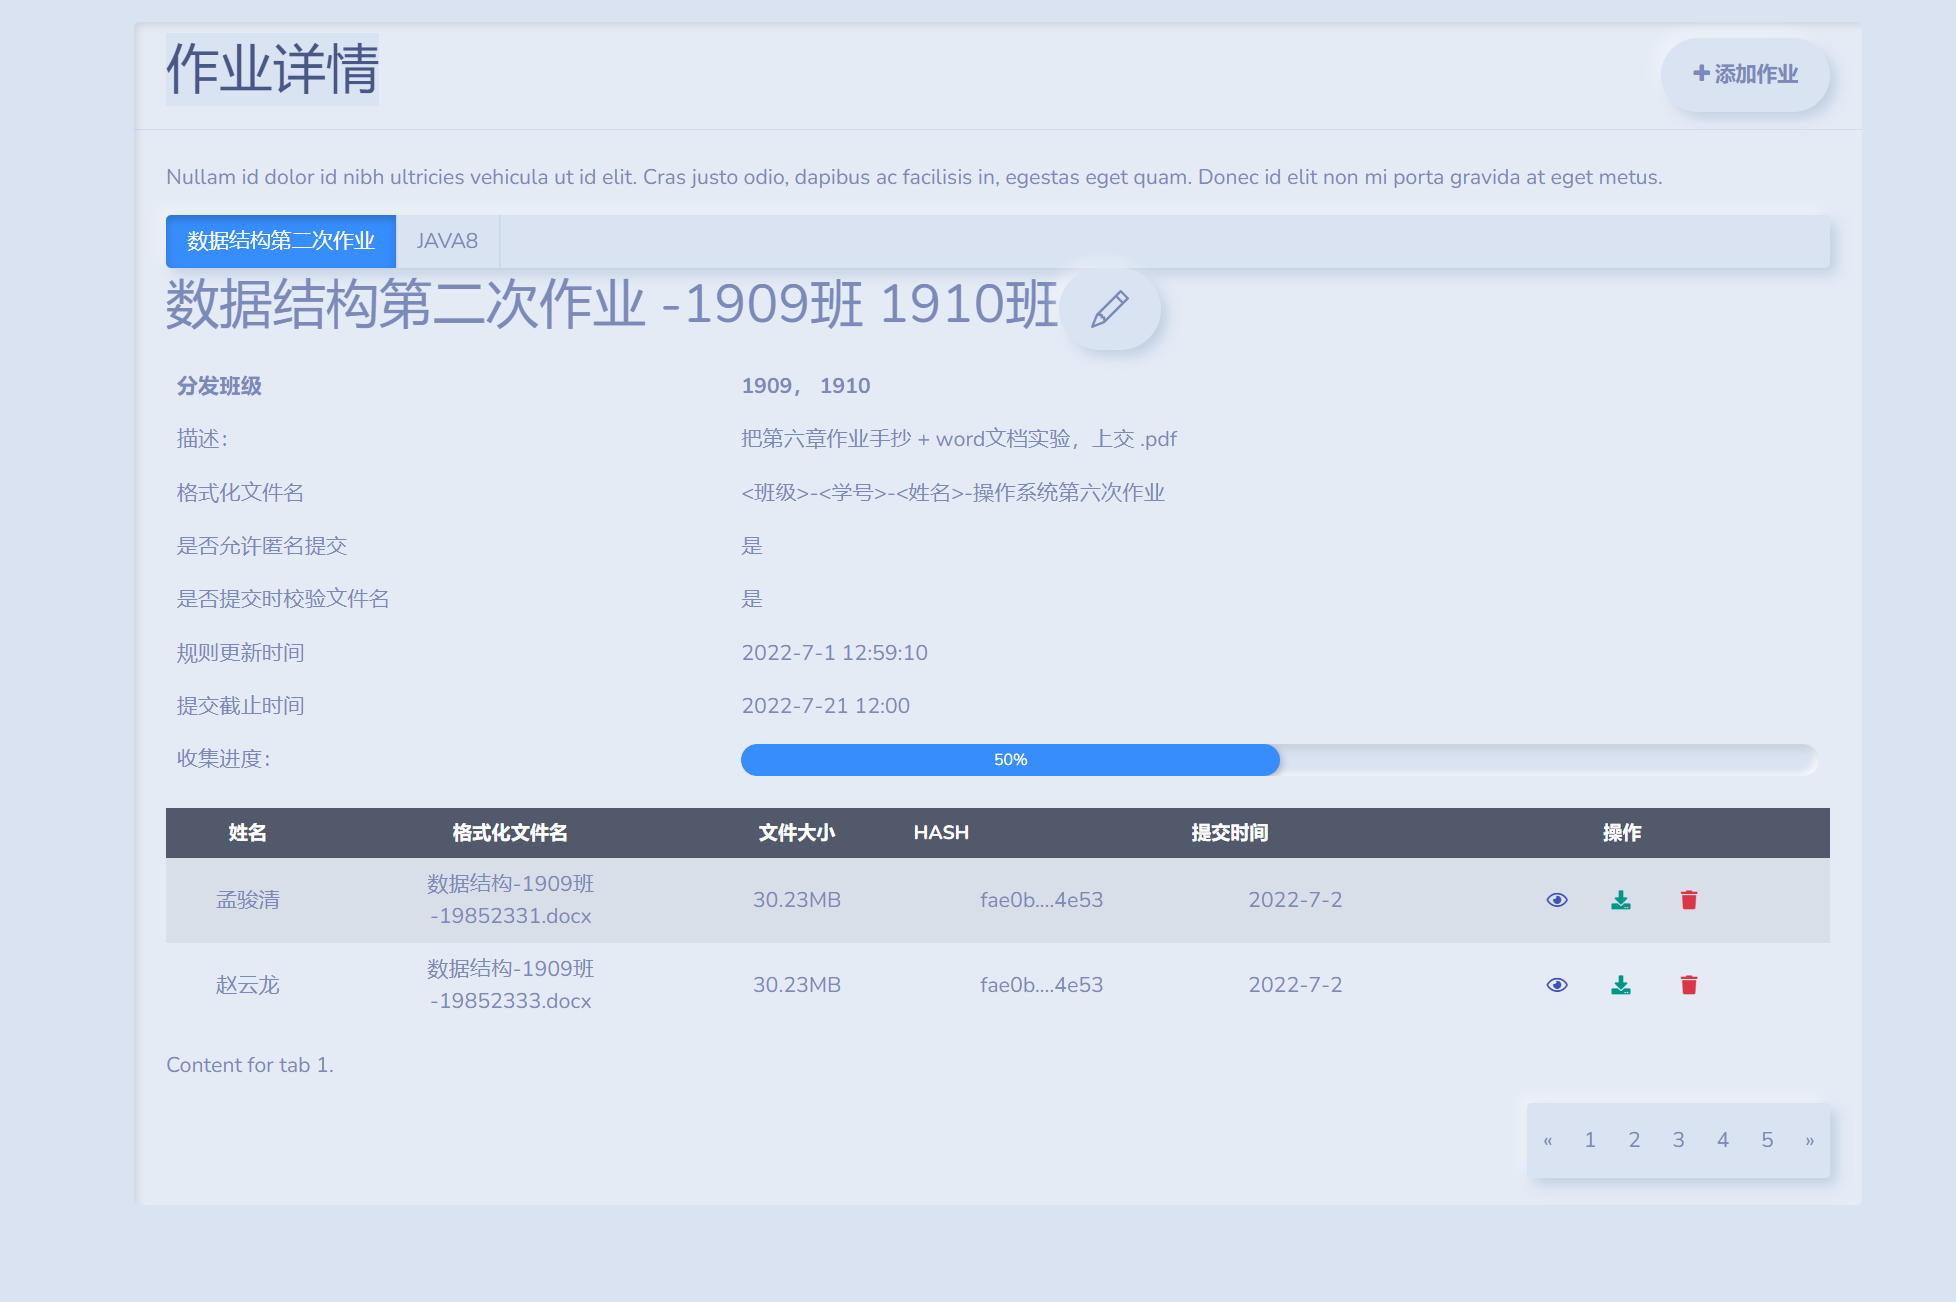 作业详情
添加作业
Nullam id dolor id nibh ultricies vehicula ut id elit. Cras justo odio, dapibus ac facilisis in, egestas eget quam. Donec id elit non mi porta gravida at eget metus.
数据结构第二次作业 JAVA8
数据结构第二次作业 -1909班 1910班
分发班级 1909， 1910
描述： 把第六章作业手抄 + word文档实验，上交 .pdf
格式化文件名 <班级>-<学号>-<姓名>-操作系统第六次作业
是否允许匿名提交 是
是否提交时校验文件名 是
规则更新时间 2022-7-1 12:59:10
提交截止时间 2022-7-21 12:00
收集进度： 50%
姓名 格式化文件名 文件大小 HASH 提交时间 操作
孟骏清 数据结构-1909班 30.23MB fae0b....4e53 2022-7-2
-19852331.docx
赵云龙 数据结构-1909班 30.23MB fae0b....4e53 2022-7-2
-19852333.docx
Content for tab 1.
« 1 2 3 4 5 »